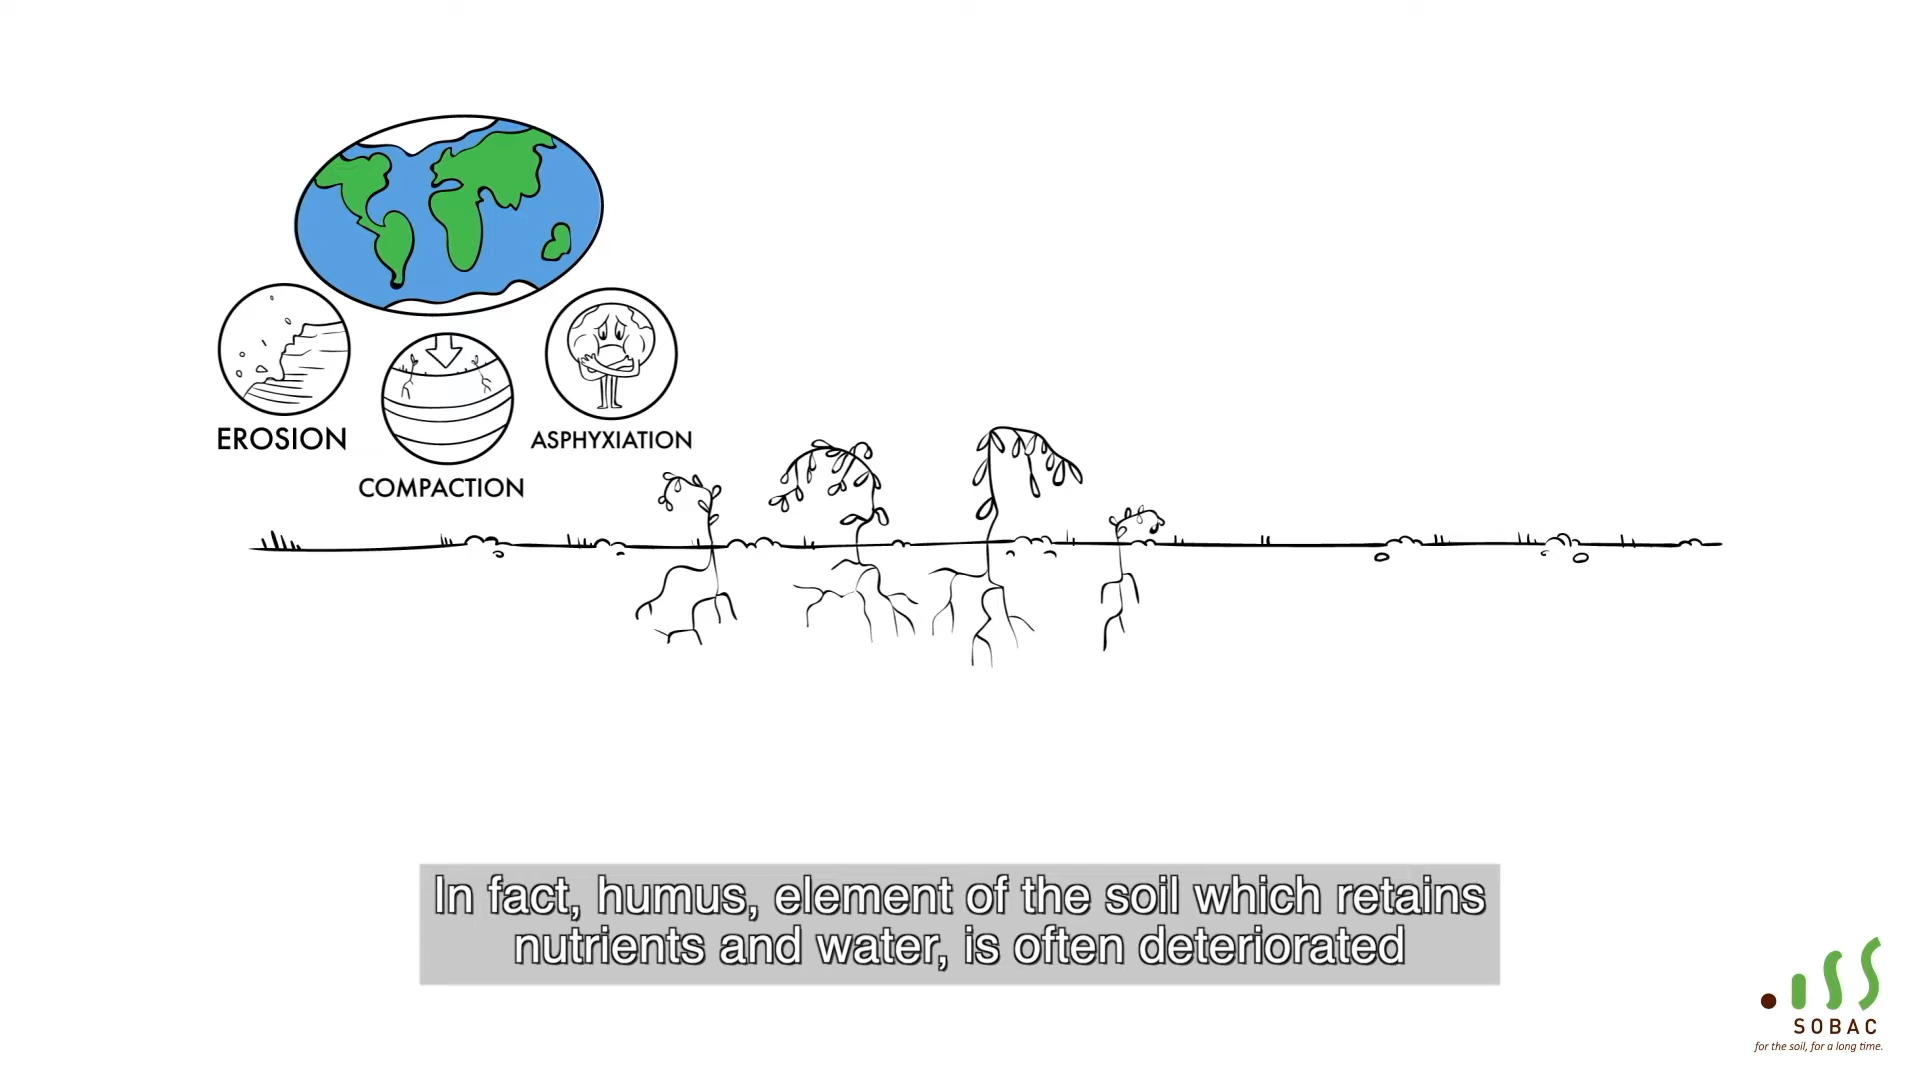 EROSION
COMPACTION
ASPHYXIATION
In fact, humus, element of the soil which retains
nutrients and water, is often deteriorated
SOBAC
for the soil, for a long time.